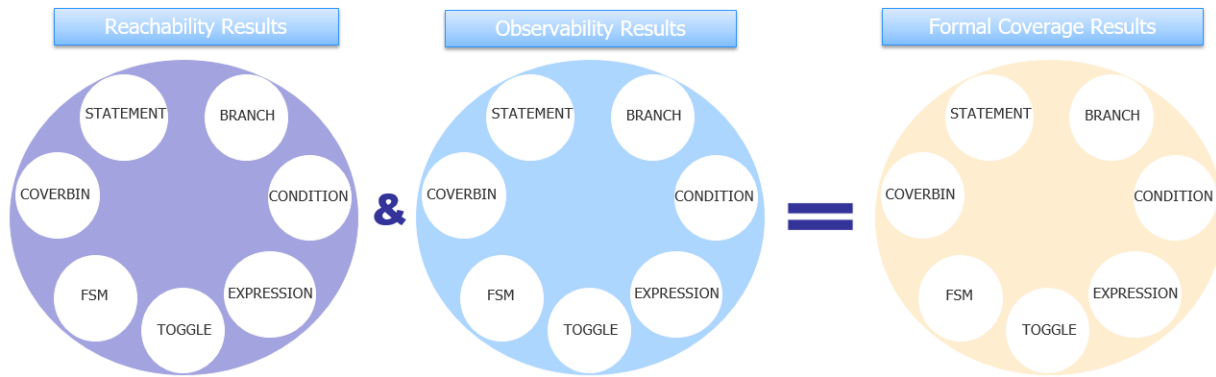 Reachability Results
Observability Results
Formal Coverage Results
STATEMENT
BRANCH
COVERBIN
CONDITION
FSM
EXPRESSION
TOGGLE
&
STATEMENT
BRANCH
COVERBIN
CONDITION
FSM
EXPRESSION
TOGGLE
=
STATEMENT
BRANCH
COVERBIN
CONDITION
FSM
EXPRESSION
TOGGLE